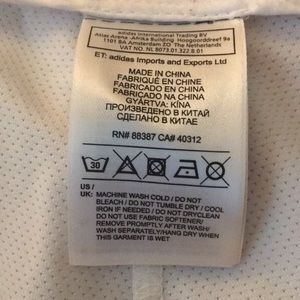 adidas International Trading BV
Atlas Arena -Afrika Building Hoogoorddreef 9a
1101 BA Amsterdam ZO The Netherlands
VAT NO. NL 8073.01.322.B.01
ET: adidas Imports and Exports Ltd
MADE IN CHINA
FABRIQUÉ EN CHINE
FABRICADO EN CHINA
FABRICADO NA CHINA
GYÁRTVA: KÍNA
ПРОИЗВЕДЕНО В КИТАЕ
СДЕЛАНО В КИТАЕ
RN# 88387 CA# 40312
30
US /
UK: MACHINE WASH COLD / DO NOT
BLEACH / DO NOT TUMBLE DRY / COOL
IRON IF NEEDED / DO NOT DRYCLEAN
DO NOT USE FABRIC SOFTENER/
REMOVE PROMPTLY AFTER WASH/
WASH SEPARATELY/HANG DRY WHEN
THIS GARMENT IS WET